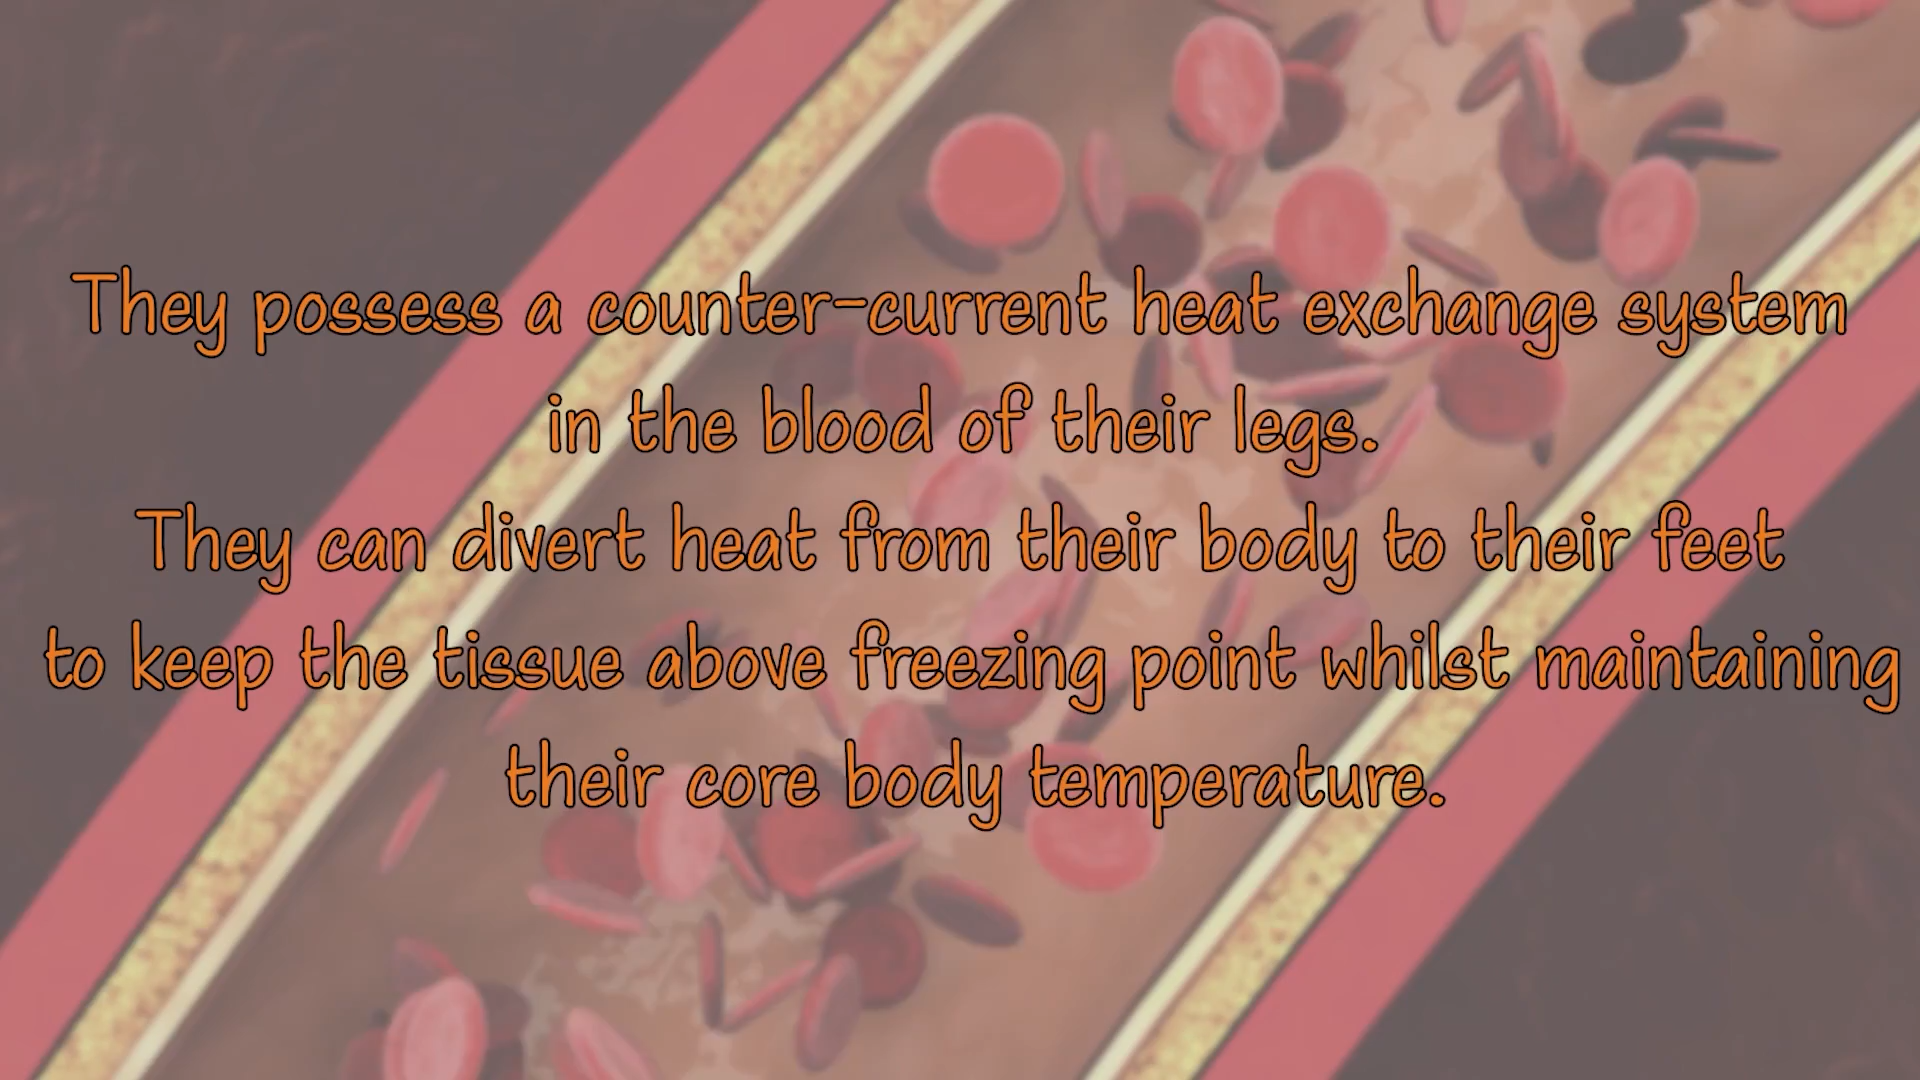 They possess a counter-current heat exchange system
in the blood of their legs.
They can divert heat from their body to their feet
to keep the tissue above freezing point whilst maintaining
their core body temperature.